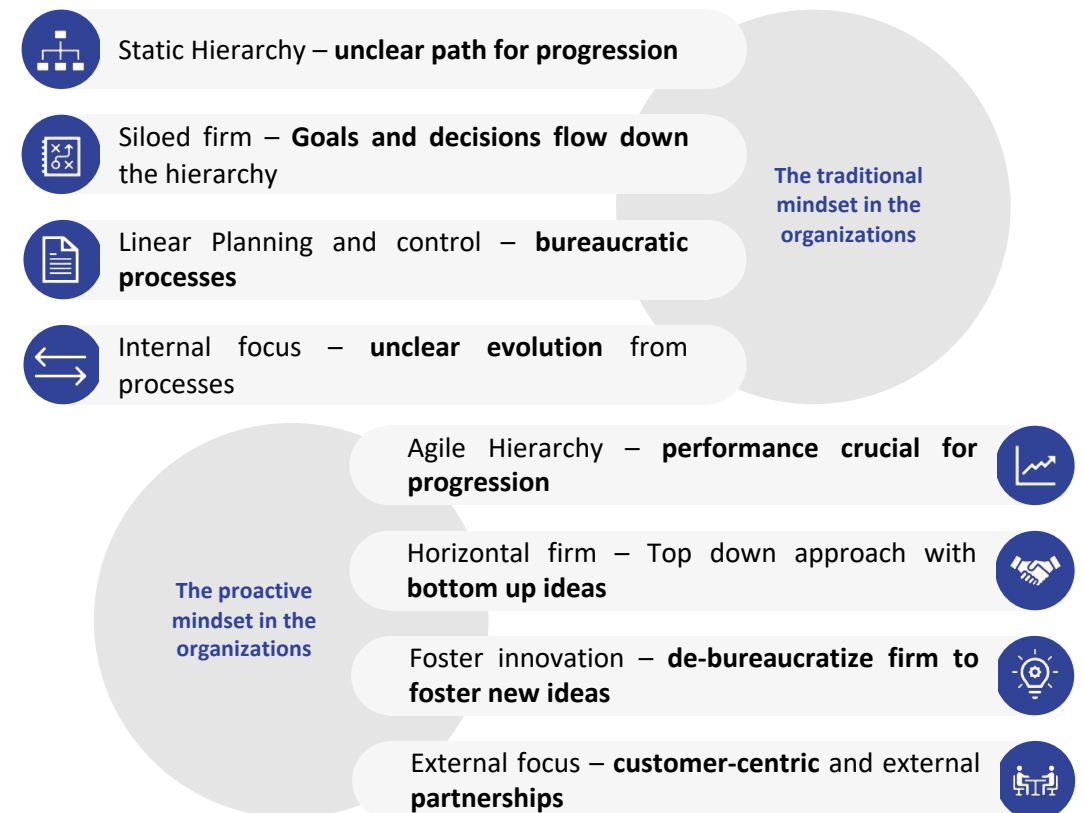 Static Hierarchy – unclear path for progression
Siloed firm – Goals and decisions flow down
the hierarchy
The traditional
mindset in the
organizations
Linear Planning and control – bureaucratic
processes
Internal focus – unclear evolution from
processes
Agile Hierarchy – performance crucial for
progression
Horizontal firm – Top down approach with
bottom up ideas
The proactive
mindset in the
organizations
Foster innovation – de-bureaucratize firm to
foster new ideas
External focus – customer-centric and external
partnerships